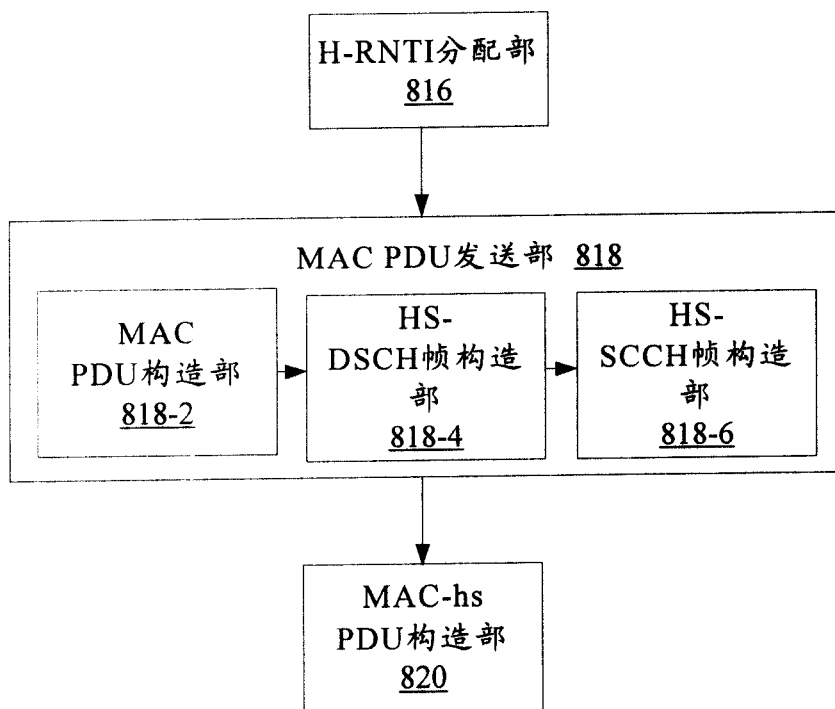 H-RNTI分配部
816
MAC PDU发送部 818
MAC
PDU构造部
818-2
HS-
DSCH帧构造
部
818-4
HS-
SCCH帧构造
部
818-6
MAC-hs
PDU构造部
820